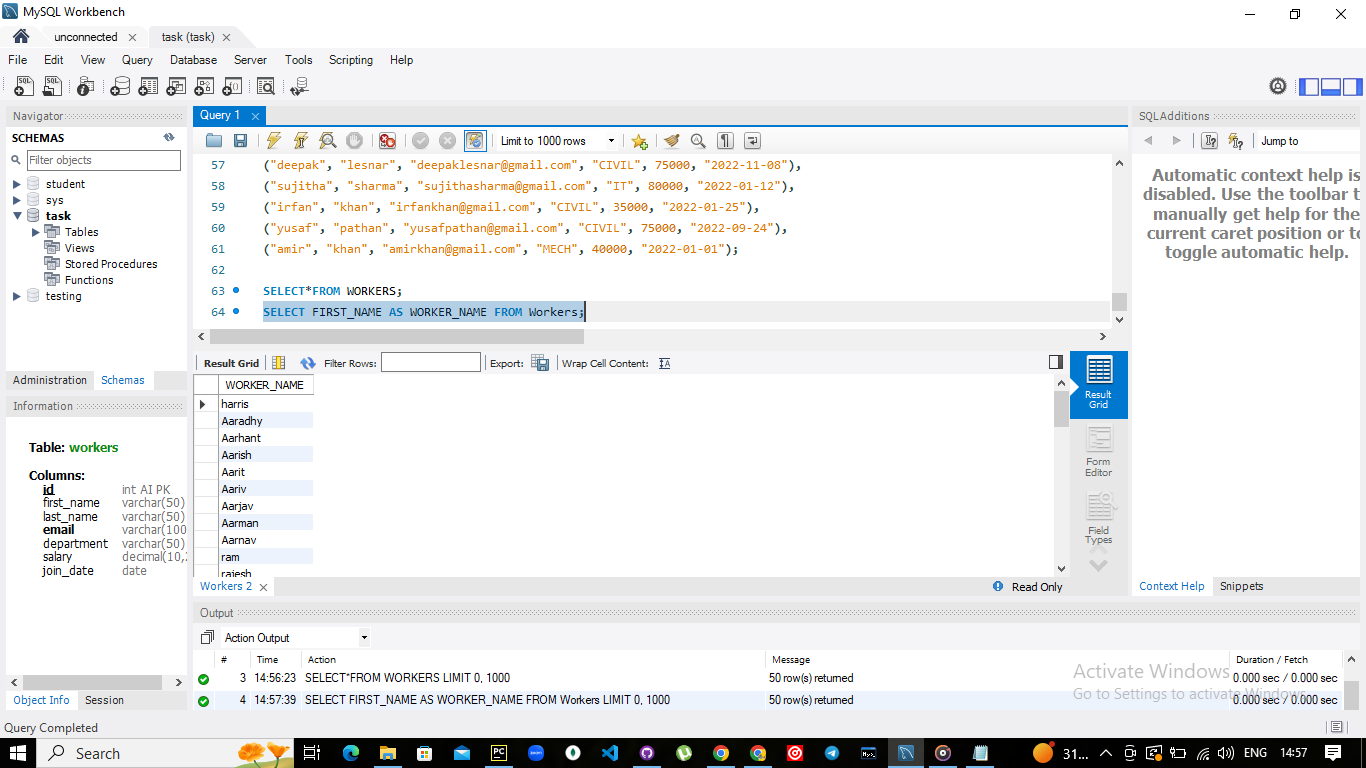 MySQL Workbench
unconnected
task (task)
File Edit View Query Database Server Tools Scripting Help
Navigator
SCHEMAS
Filter objects
student
sys
task
Tables
Views
Stored Procedures
Functions
testing
Administration Schemas
Information
Table: workers
Columns:
id int AI PK
first_name varchar(50)
last_name varchar(50)
email varchar(100
department varchar(50)
salary decimal(10,
join_date date
Object Info Session
Query 1
Limit to 1000 rows
57 ("deepak", "lesnar", "deepaklesnar@gmail.com", "CIVIL", 75000, "2022-11-08"),
58 ("sujitha", "sharma", "sujithasharma@gmail.com", "IT", 80000, "2022-01-12"),
59 ("irfan", "khan", "irfankhan@gmail.com", "CIVIL", 35000, "2022-01-25"),
60 ("yusaf", "pathan", "yusafpathan@gmail.com", "CIVIL", 75000, "2022-09-24"),
61 ("amir", "khan", "amirkhan@gmail.com", "MECH", 40000, "2022-01-01");
62
63 SELECT*FROM WORKERS;
64 SELECT FIRST_NAME AS WORKER_NAME FROM Workers;
Result Grid Filter Rows: Export: Wrap Cell Content: IA
WORKER_NAME
harris
Aaradhy
Aarhant
Aarish
Aarit
Aariv
Aarjav
Aarman
Aarnav
ram
rajesh
Result
Grid
Form
Editor
Field
Types
Workers 2
Read Only
SQLAdditions
Jump to
Automatic context help is
disabled. Use the toolbar t
manually get help for the
current caret position or to
toggle automatic help.
Context Help Snippets
Output
Action Output
# Time Action Message Duration / Fetch
3 14:56:23 SELECT*FROM WORKERS LIMIT 0, 1000 50 row(s) returned 0.000 sec / 0.000 sec
4 14:57:39 SELECT FIRST_NAME AS WORKER_NAME FROM Workers LIMIT 0, 1000 50 row(s) returned 0.000 sec / 0.000 sec
Activate Windows
Go to Settings to activate Windows.
Query Completed
Search
31...
ENG
14:57